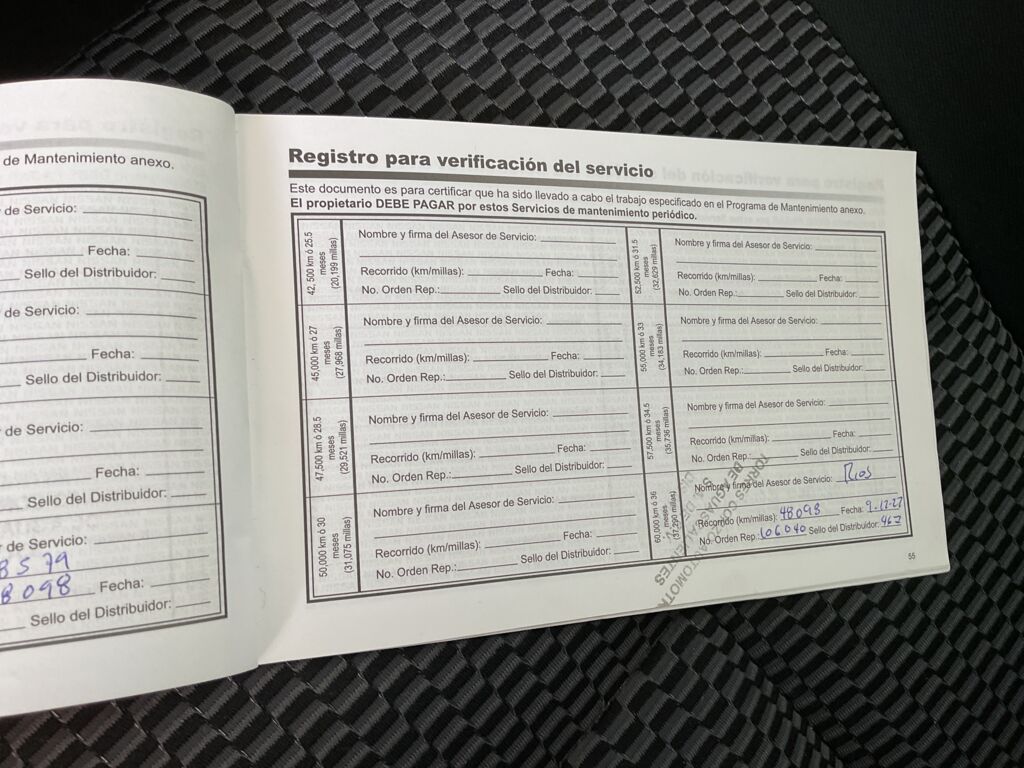 de Mantenimiento anexo.
de Servicio:
Fecha:
Sello del Distribuidor:
de Servicio:
Fecha:
Sello del Distribuidor:
de Servicio:
Fecha:
Sello del Distribuidor:
de Servicio:
8579
8098 Fecha:
Sello del Distribuidor:
Registro para verificación del servicio
Este documento es para certificar que ha sido llevado a cabo el trabajo especificado en el Programa de Mantenimiento anexo.
El propietario DEBE PAGAR por estos Servicios de mantenimiento periódico.
42, 500 km ó 25.5
meses
(20,199 millas)
Nombre y firma del Asesor de Servicio:
Recorrido (km/millas): Fecha:
No. Orden Rep.: Sello del Distribuidor:
45,000 km ó 27
meses
(27,968 millas)
Nombre y firma del Asesor de Servicio:
Recorrido (km/millas): Fecha:
No. Orden Rep.: Sello del Distribuidor:
47,500 km ó 28.5
meses
(29,521 millas)
Nombre y firma del Asesor de Servicio:
Recorrido (km/millas): Fecha:
No. Orden Rep.: Sello del Distribuidor:
50,000 km ó 30
meses
(31,075 millas)
Nombre y firma del Asesor de Servicio:
Recorrido (km/millas): Fecha:
No. Orden Rep.: Sello del Distribuidor:
52,500 km ó 31.5
meses
(32,629 millas)
Nombre y firma del Asesor de Servicio:
Recorrido (km/millas): Fecha:
No. Orden Rep.: Sello del Distribuidor:
55,000 km ó 33
meses
(34,183 millas)
Nombre y firma del Asesor de Servicio:
Recorrido (km/millas): Fecha:
No. Orden Rep.: Sello del Distribuidor:
57,500 km ó 34.5
meses
(35,736 millas)
Nombre y firma del Asesor de Servicio:
Recorrido (km/millas): Fecha:
No. Orden Rep.: Sello del Distribuidor:
60,000 km ó 36
meses
(37,290 millas)
Nombre y firma del Asesor de Servicio: Rios
Recorrido (km/millas): 48098 Fecha:
No. Orden Rep.: 606040 Sello del Distribuidor: 467
TORRES CORZO
DE AGUASCALIENTES
55